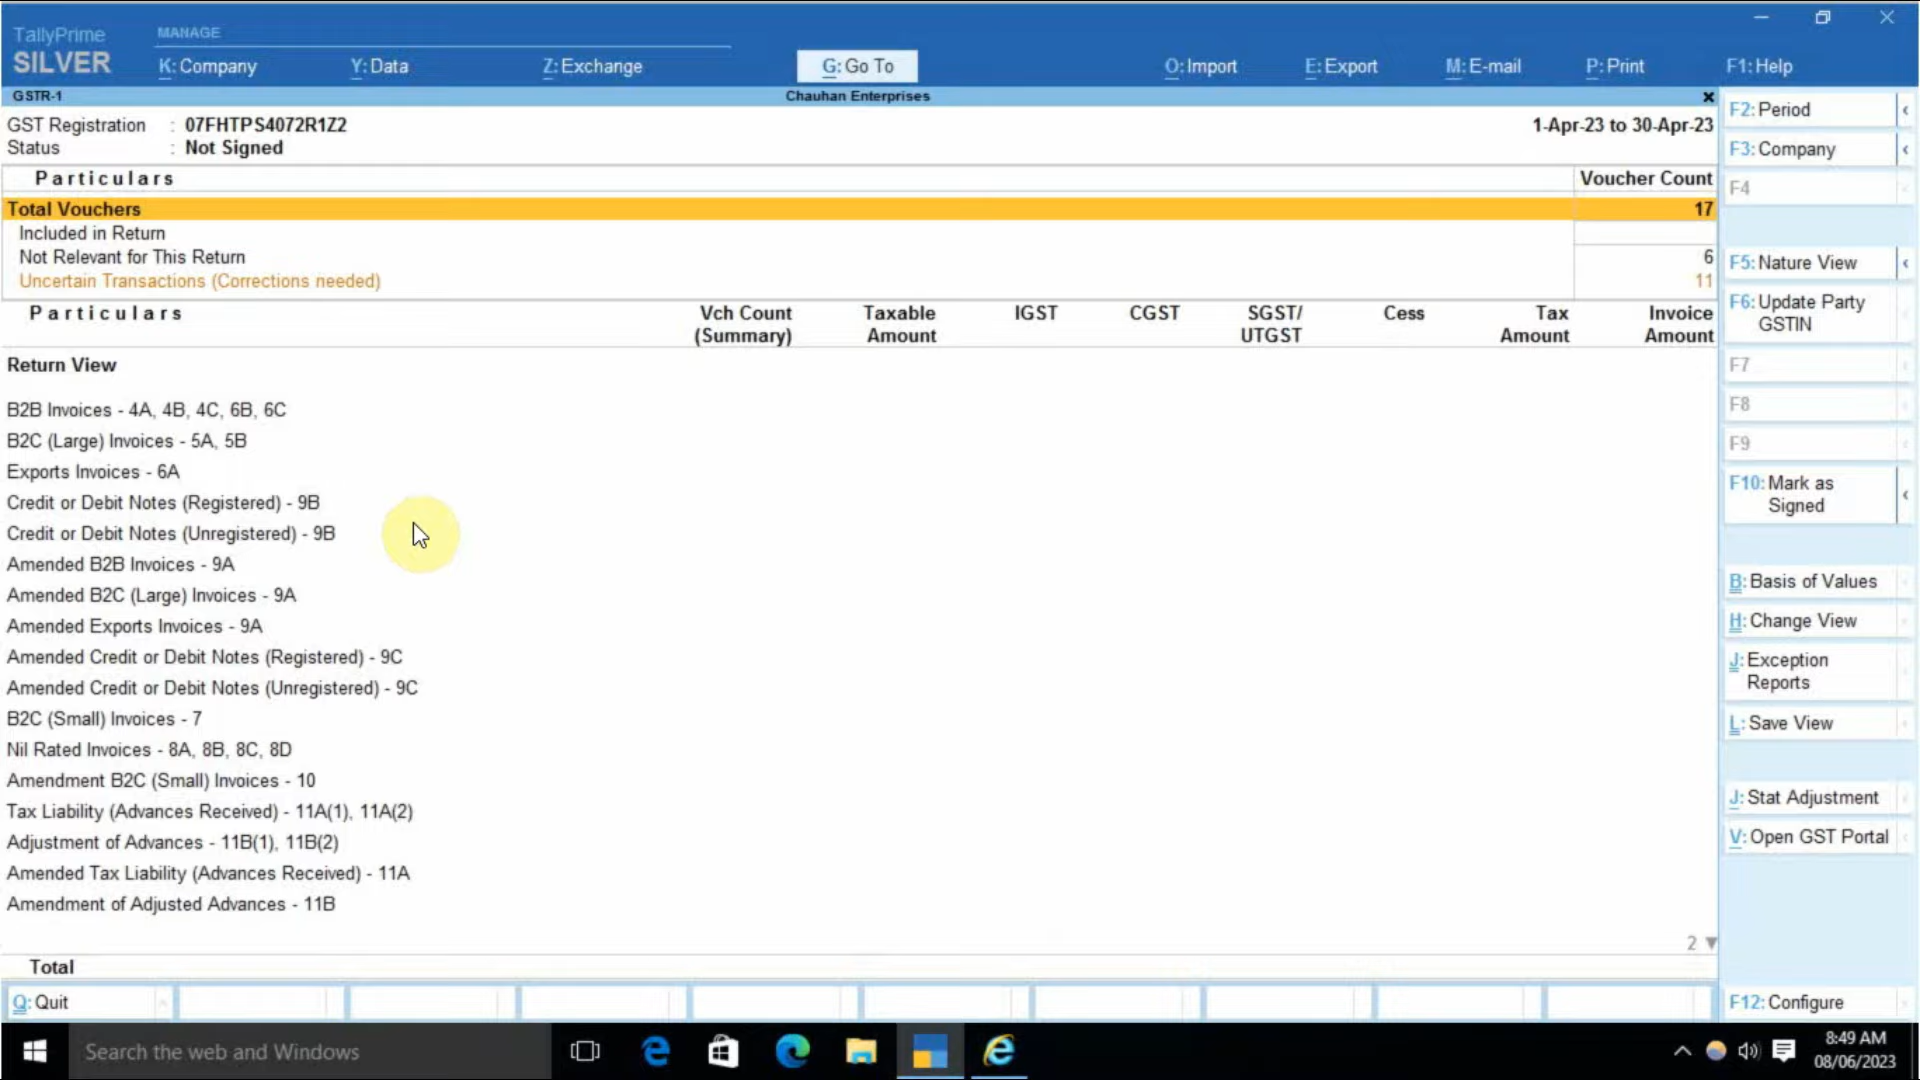 TallyPrime
SILVER
MANAGE
K: Company
Y: Data
Z: Exchange
G: Go To
O: Import
E: Export
M: E-mail
P: Print
F1: Help
GSTR-1
Chauhan Enterprises
GST Registration : 07FHTPS4072R1Z2
1-Apr-23 to 30-Apr-23
Status : Not Signed
Particulars
Voucher Count
Total Vouchers 17
Included in Return
Not Relevant for This Return 6
Uncertain Transactions (Corrections needed) 11
Particulars
Vch Count (Summary)
Taxable Amount
IGST
CGST
SGST/ UTGST
Cess
Tax Amount
Invoice Amount
Return View
B2B Invoices - 4A, 4B, 4C, 6B, 6C
B2C (Large) Invoices - 5A, 5B
Exports Invoices - 6A
Credit or Debit Notes (Registered) - 9B
Credit or Debit Notes (Unregistered) - 9B
Amended B2B Invoices - 9A
Amended B2C (Large) Invoices - 9A
Amended Exports Invoices - 9A
Amended Credit or Debit Notes (Registered) - 9C
Amended Credit or Debit Notes (Unregistered) - 9C
B2C (Small) Invoices - 7
Nil Rated Invoices - 8A, 8B, 8C, 8D
Amendment B2C (Small) Invoices - 10
Tax Liability (Advances Received) - 11A(1), 11A(2)
Adjustment of Advances - 11B(1), 11B(2)
Amended Tax Liability (Advances Received) - 11A
Amendment of Adjusted Advances - 11B
2
Total
Q: Quit
F2: Period
F3: Company
F4
F5: Nature View
F6: Update Party
GSTIN
F7
F8
F9
F10: Mark as
Signed
B: Basis of Values
H: Change View
J: Exception
Reports
L: Save View
J: Stat Adjustment
V: Open GST Portal
F12: Configure
Search the web and Windows
8:49 AM
08/06/2023